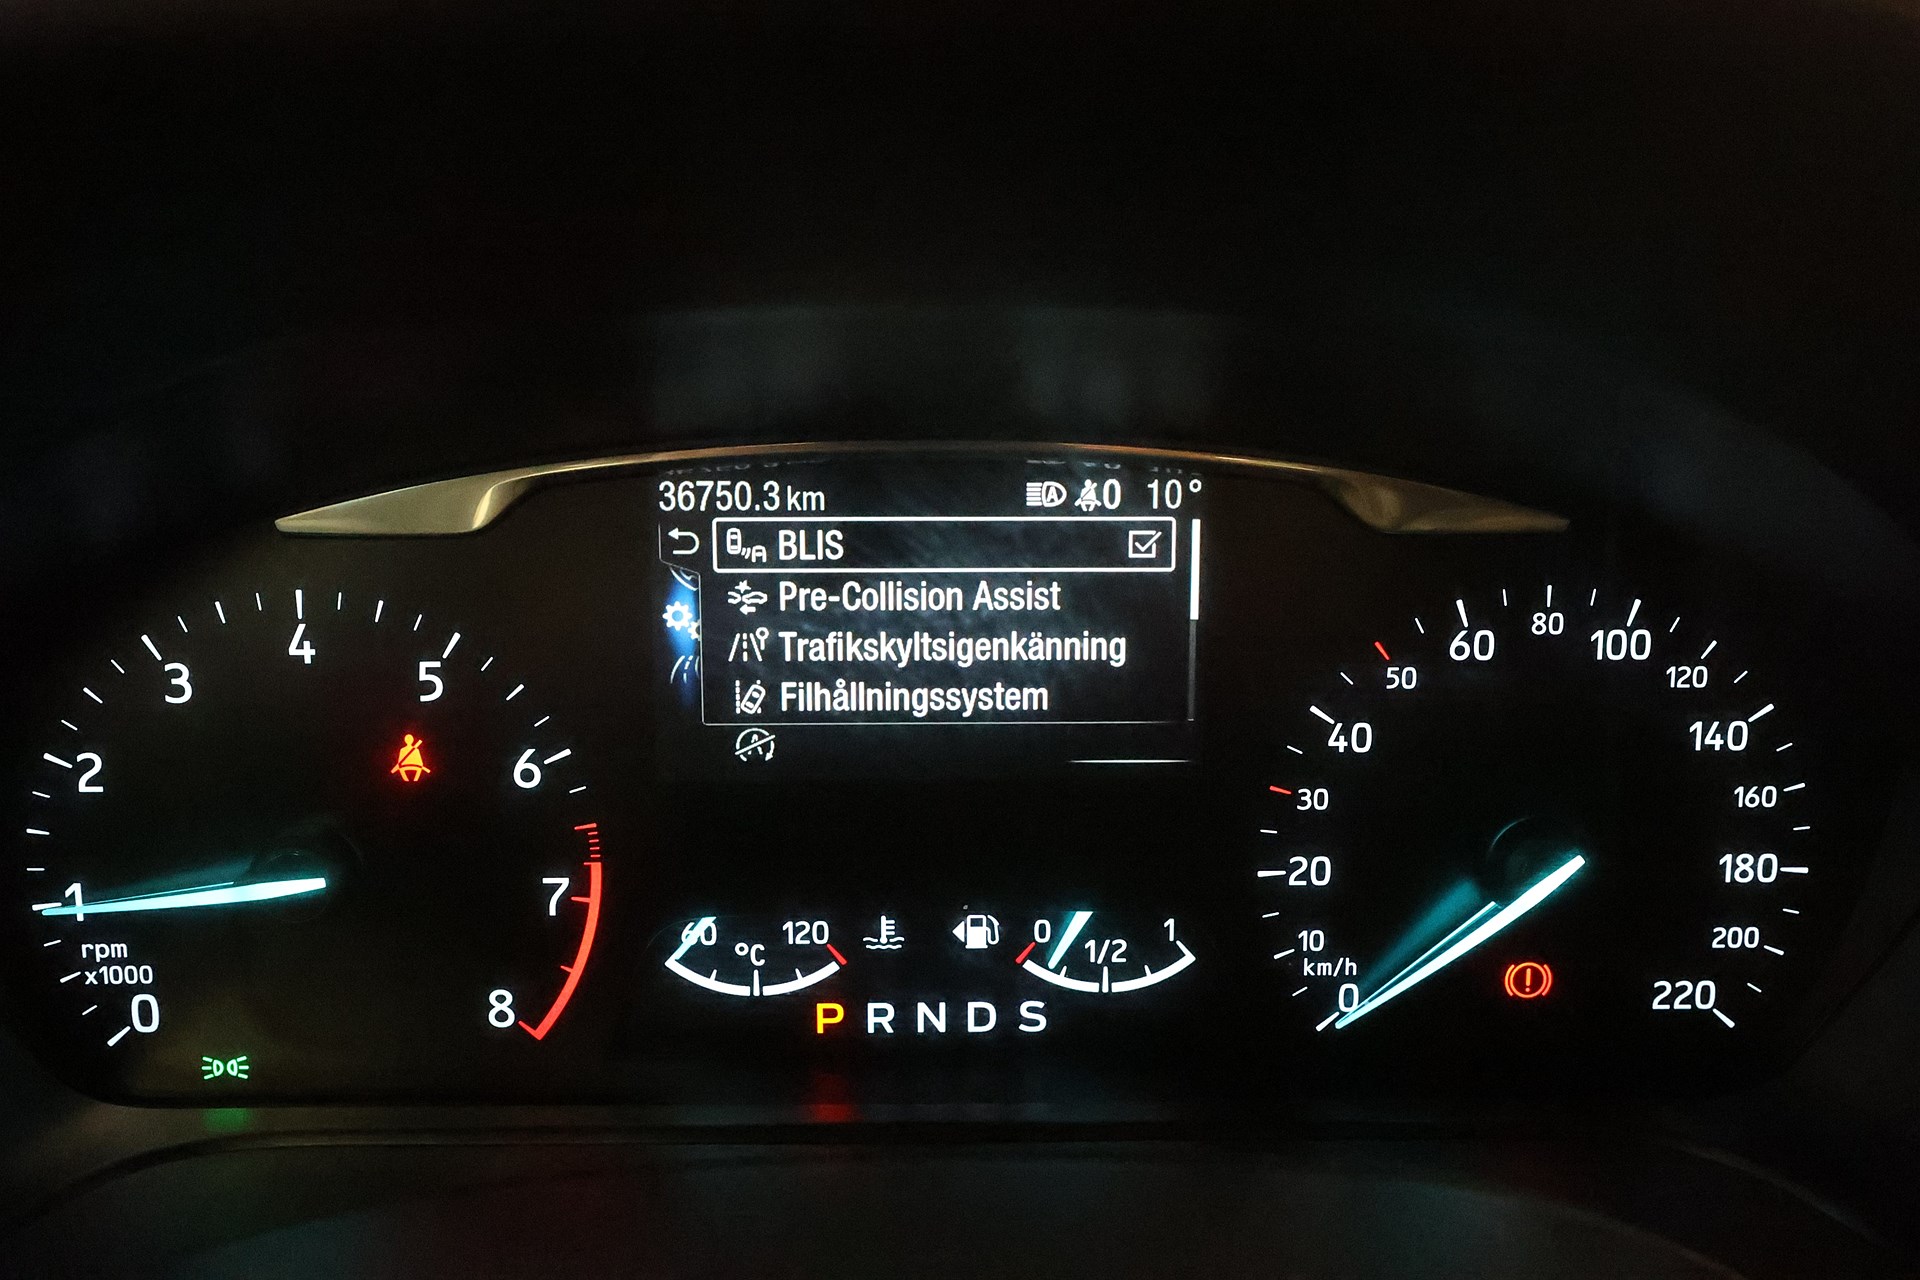 36750.3 km 0 10°
BLIS
Pre-Collision Assist
Trafikskyltsigenkänning
Filhållningssystem
0
1
2
3
4
5
6
7
8
rpm
x1000
60 120
°C
0 1/2 1
P R N D S
0
10
20
30
40
50
60
80
100
120
140
160
180
200
220
km/h